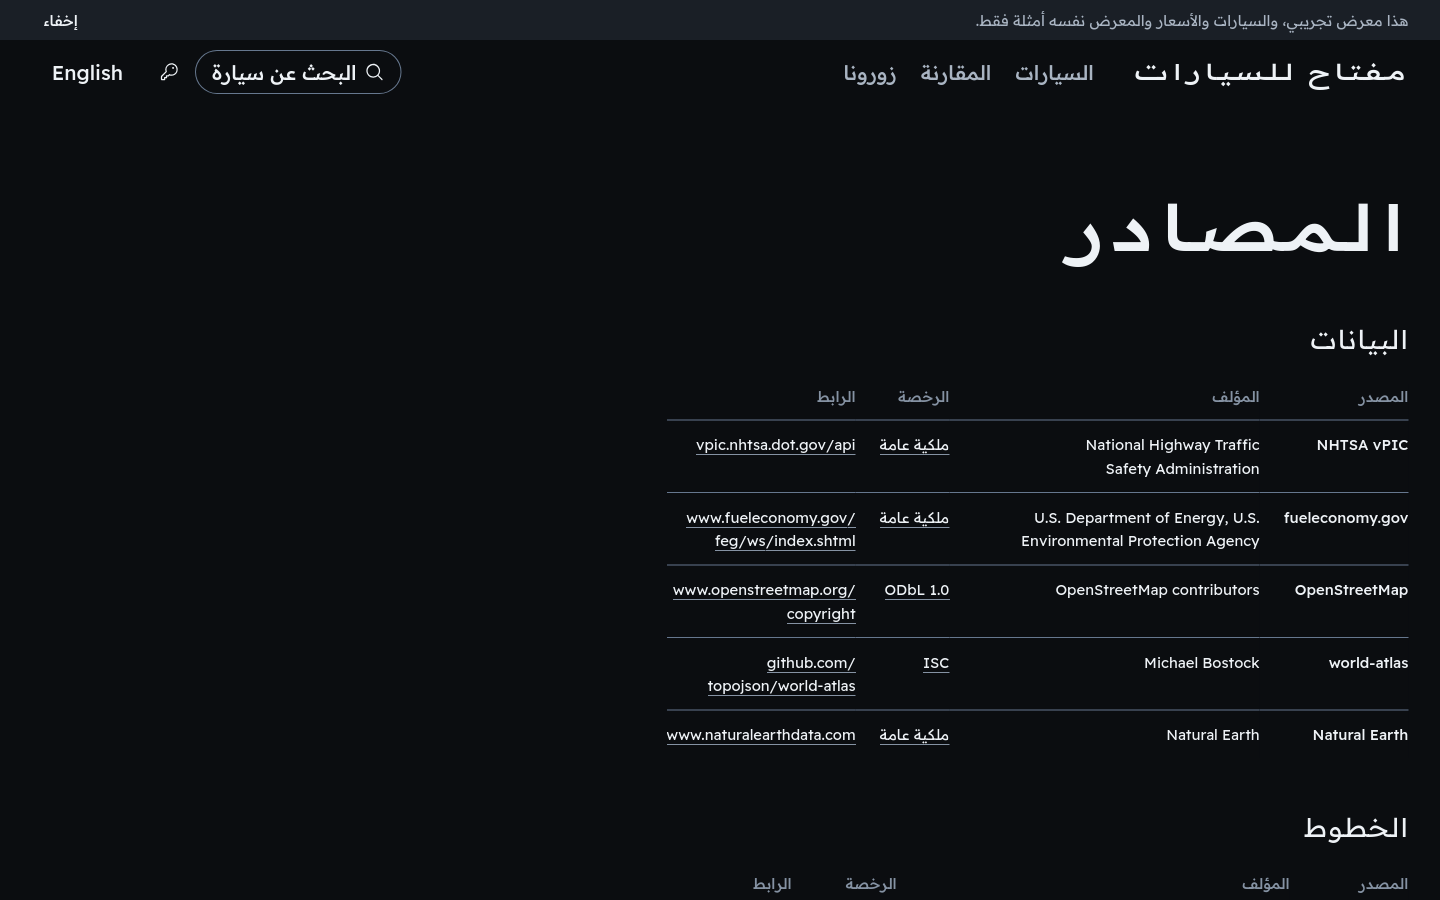 هذا معرض تجريبي، والسيارات والأسعار والمعرض نفسه أمثلة فقط.
إخفاء
مفتاح للسيارات
السيارات
المقارنة
زورونا
البحث عن سيارة
English
المصادر
البيانات
المصدر
المؤلف
الرخصة
الرابط
NHTSA vPIC
National Highway Traffic
Safety Administration
ملكية عامة
vpic.nhtsa.dot.gov/api
fueleconomy.gov
U.S. Department of Energy, U.S.
Environmental Protection Agency
ملكية عامة
www.fueleconomy.gov/
feg/ws/index.shtml
OpenStreetMap
OpenStreetMap contributors
ODbL 1.0
www.openstreetmap.org/
copyright
world-atlas
Michael Bostock
ISC
github.com/
topojson/world-atlas
Natural Earth
Natural Earth
ملكية عامة
www.naturalearthdata.com
الخطوط
المصدر
المؤلف
الرخصة
الرابط